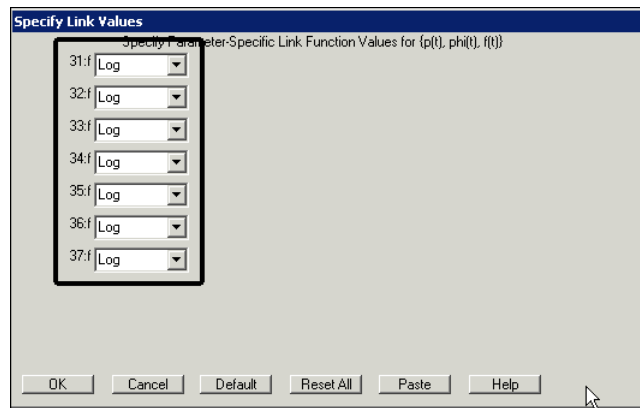 Specify Link Values
Specify Parameter-Specific Link Function Values for {p(t), phi(t), f(t)}
31:f Log
32:f Log
33:f Log
34:f Log
35:f Log
36:f Log
37:f Log
OK Cancel Default Reset All Paste Help